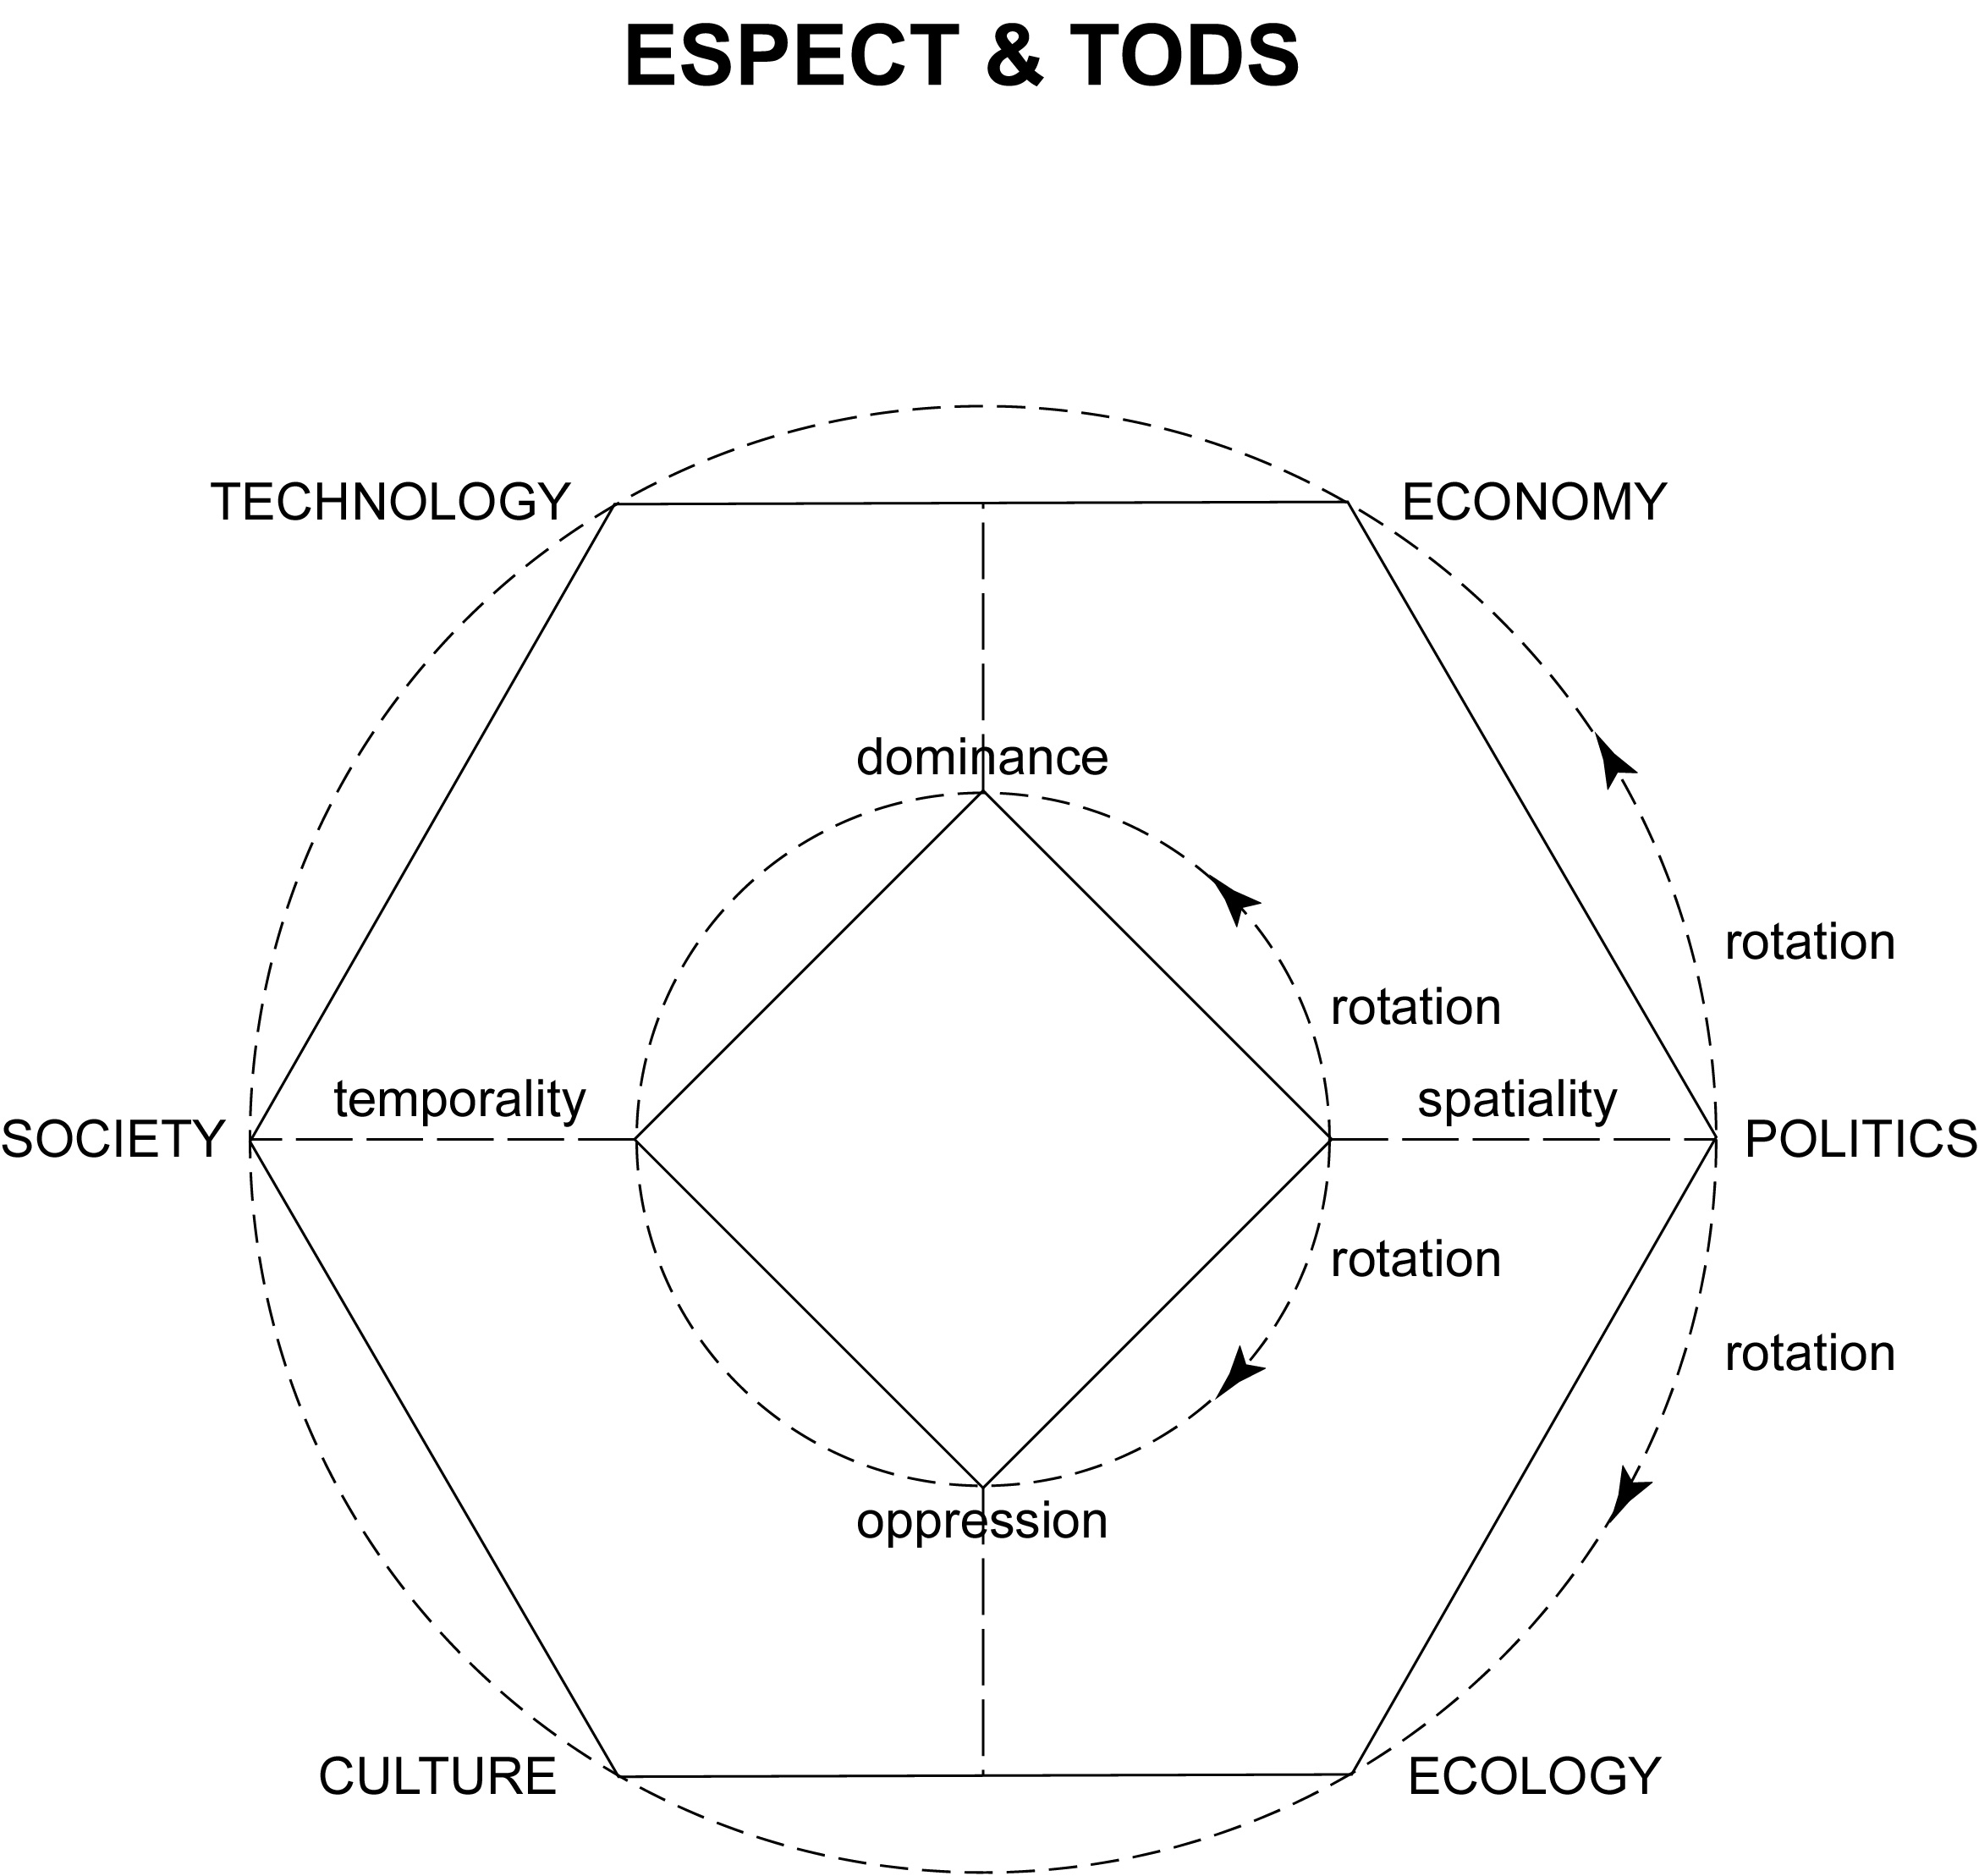 ESPECT & TODS
TECHNOLOGY
ECONOMY
dominance
rotation
rotation
temporality
spatiality
SOCIETY
POLITICS
rotation
rotation
oppression
CULTURE
ECOLOGY